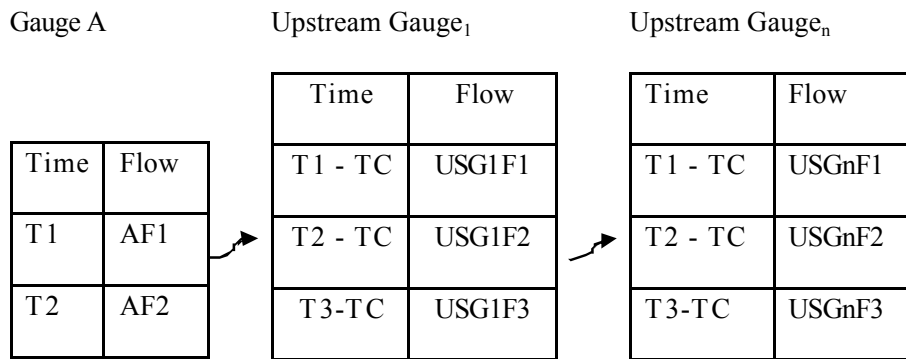 Gauge A Upstream Gauge₁ Upstream Gaugeₙ
Time Flow Time Flow
Time Flow T1 - TC USG1F1 T1 - TC USGnF1
T1 AF1 T2 - TC USG1F2 T2 - TC USGnF2
T2 AF2 T3-TC USG1F3 T3-TC USGnF3